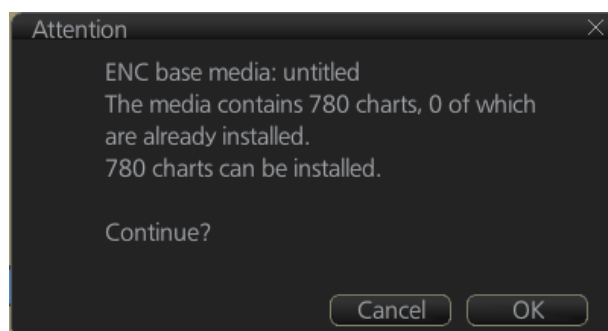 Attention
ENC base media: untitled
The media contains 780 charts, 0 of which
are already installed.
780 charts can be installed.
Continue?
Cancel OK